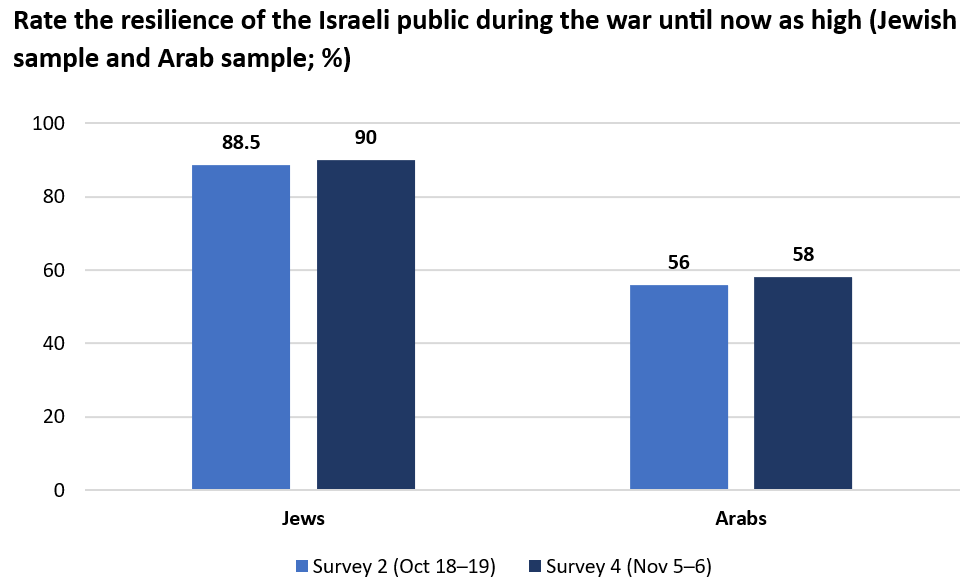 Rate the resilience of the Israeli public during the war until now as high (Jewish
sample and Arab sample; %)
100
88.5
90
80
60
56
58
40
20
0
Jews
Arabs
Survey 2 (Oct 18–19)
Survey 4 (Nov 5–6)